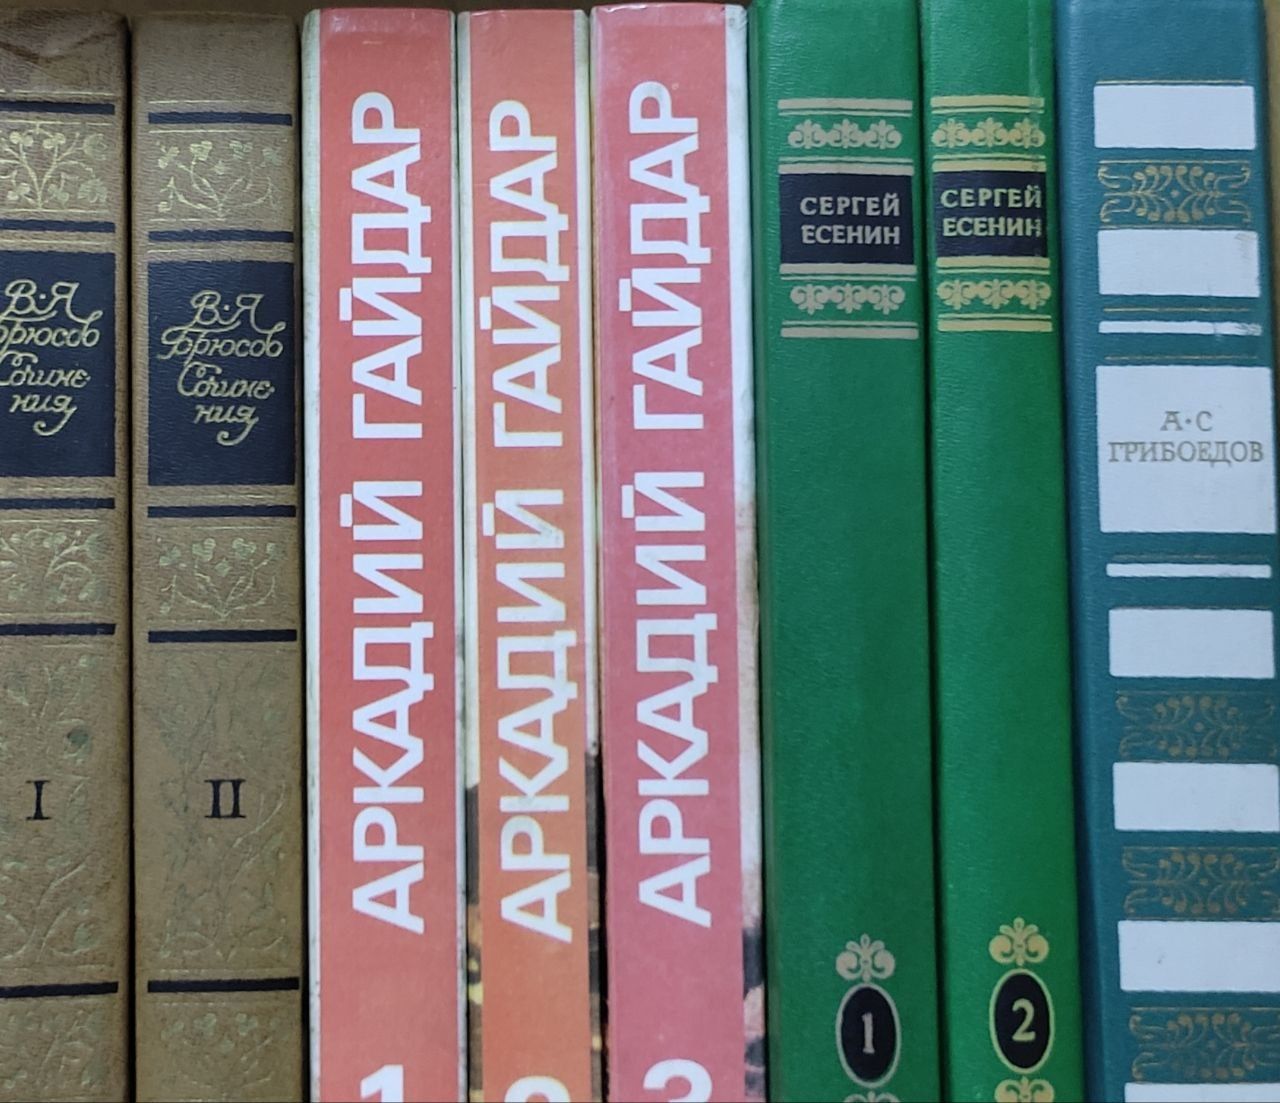 В·Я
Брюсов
Сочине-
ния
I
В·Я
Брюсов
Сочине-
ния
II
АРКАДИЙ ГАЙДАР
1
АРКАДИЙ ГАЙДАР
2
АРКАДИЙ ГАЙДАР
3
СЕРГЕЙ
ЕСЕНИН
1
СЕРГЕЙ
ЕСЕНИН
2
А·С
ГРИБОЕДОВ